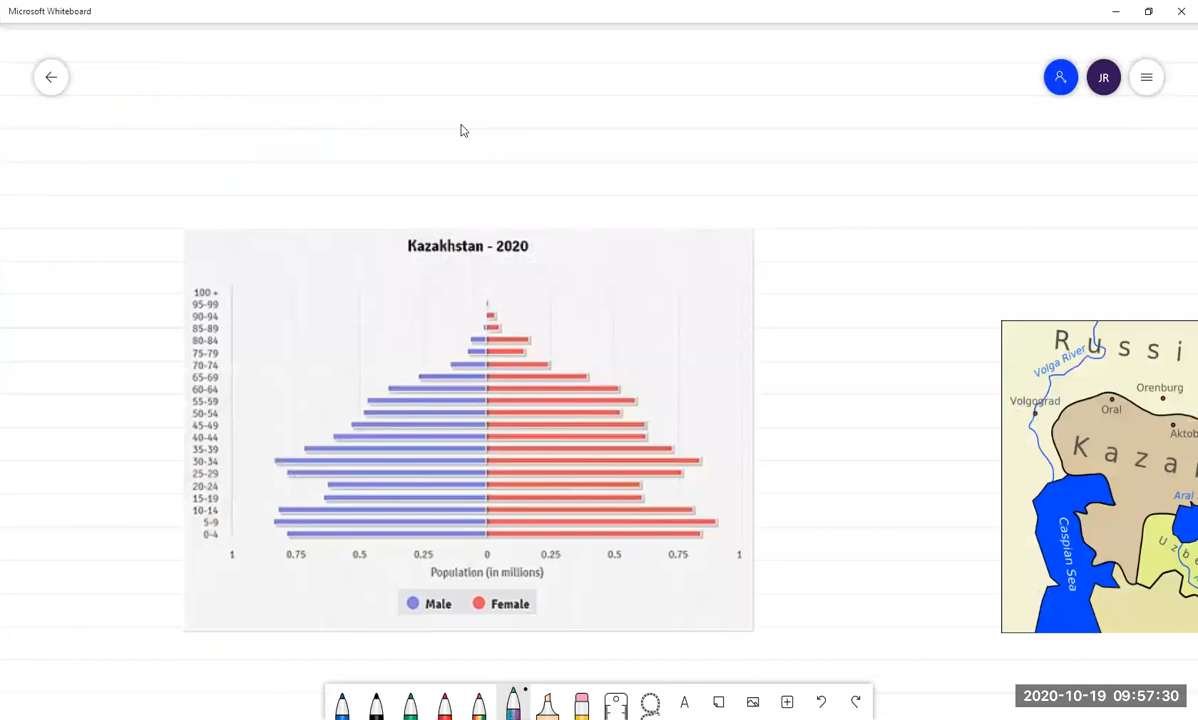 Microsoft Whiteboard
JR
Kazakhstan - 2020
100 +
95-99
90-94
85-89
80-84
75-79
70-74
65-69
60-64
55-59
50-54
45-49
40-44
35-39
30-34
25-29
20-24
15-19
10-14
5-9
0-4
1 0.75 0.5 0.25 0 0.25 0.5 0.75 1
Population (in millions)
Male Female
Russi
Volga River
Orenburg
Volgograd
Oral
Aktob
Kaza
Aral
Caspian Sea
Uzbe
A
2020-10-19 09:57:30